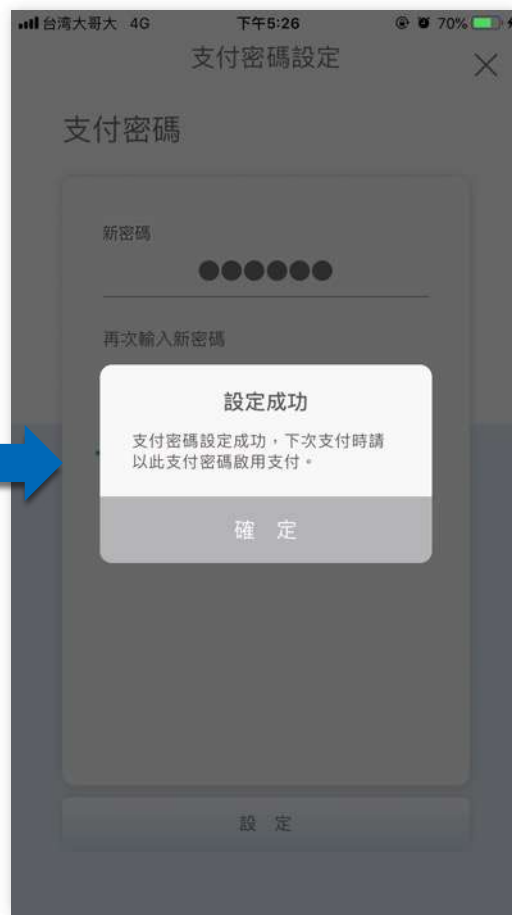 台湾大哥大 4G 下午5:26 70%
支付密碼設定
支付密碼
新密碼
再次輸入新密碼
設定成功
支付密碼設定成功，下次支付時請
以此支付密碼啟用支付。
確 定
設 定